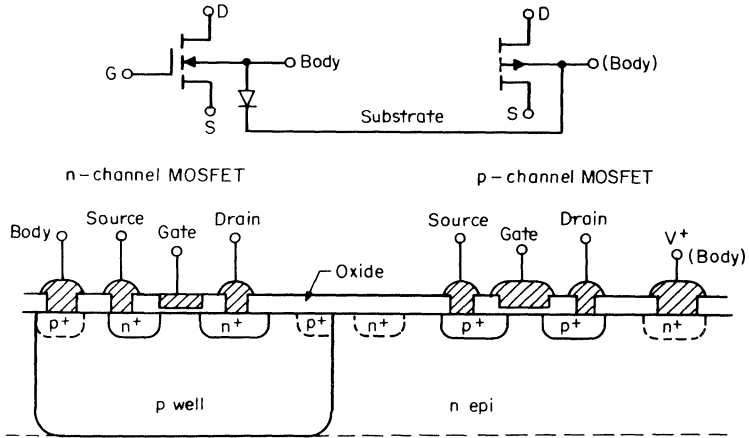 D
D
Body
(Body)
G
S
Substrate
S
n-channel MOSFET
p-channel MOSFET
Body
Source
Gate
Drain
Oxide
Source
Gate
Drain
V+
(Body)
p+
n+
n+
p+
n+
p+
p+
n+
p well
n epi